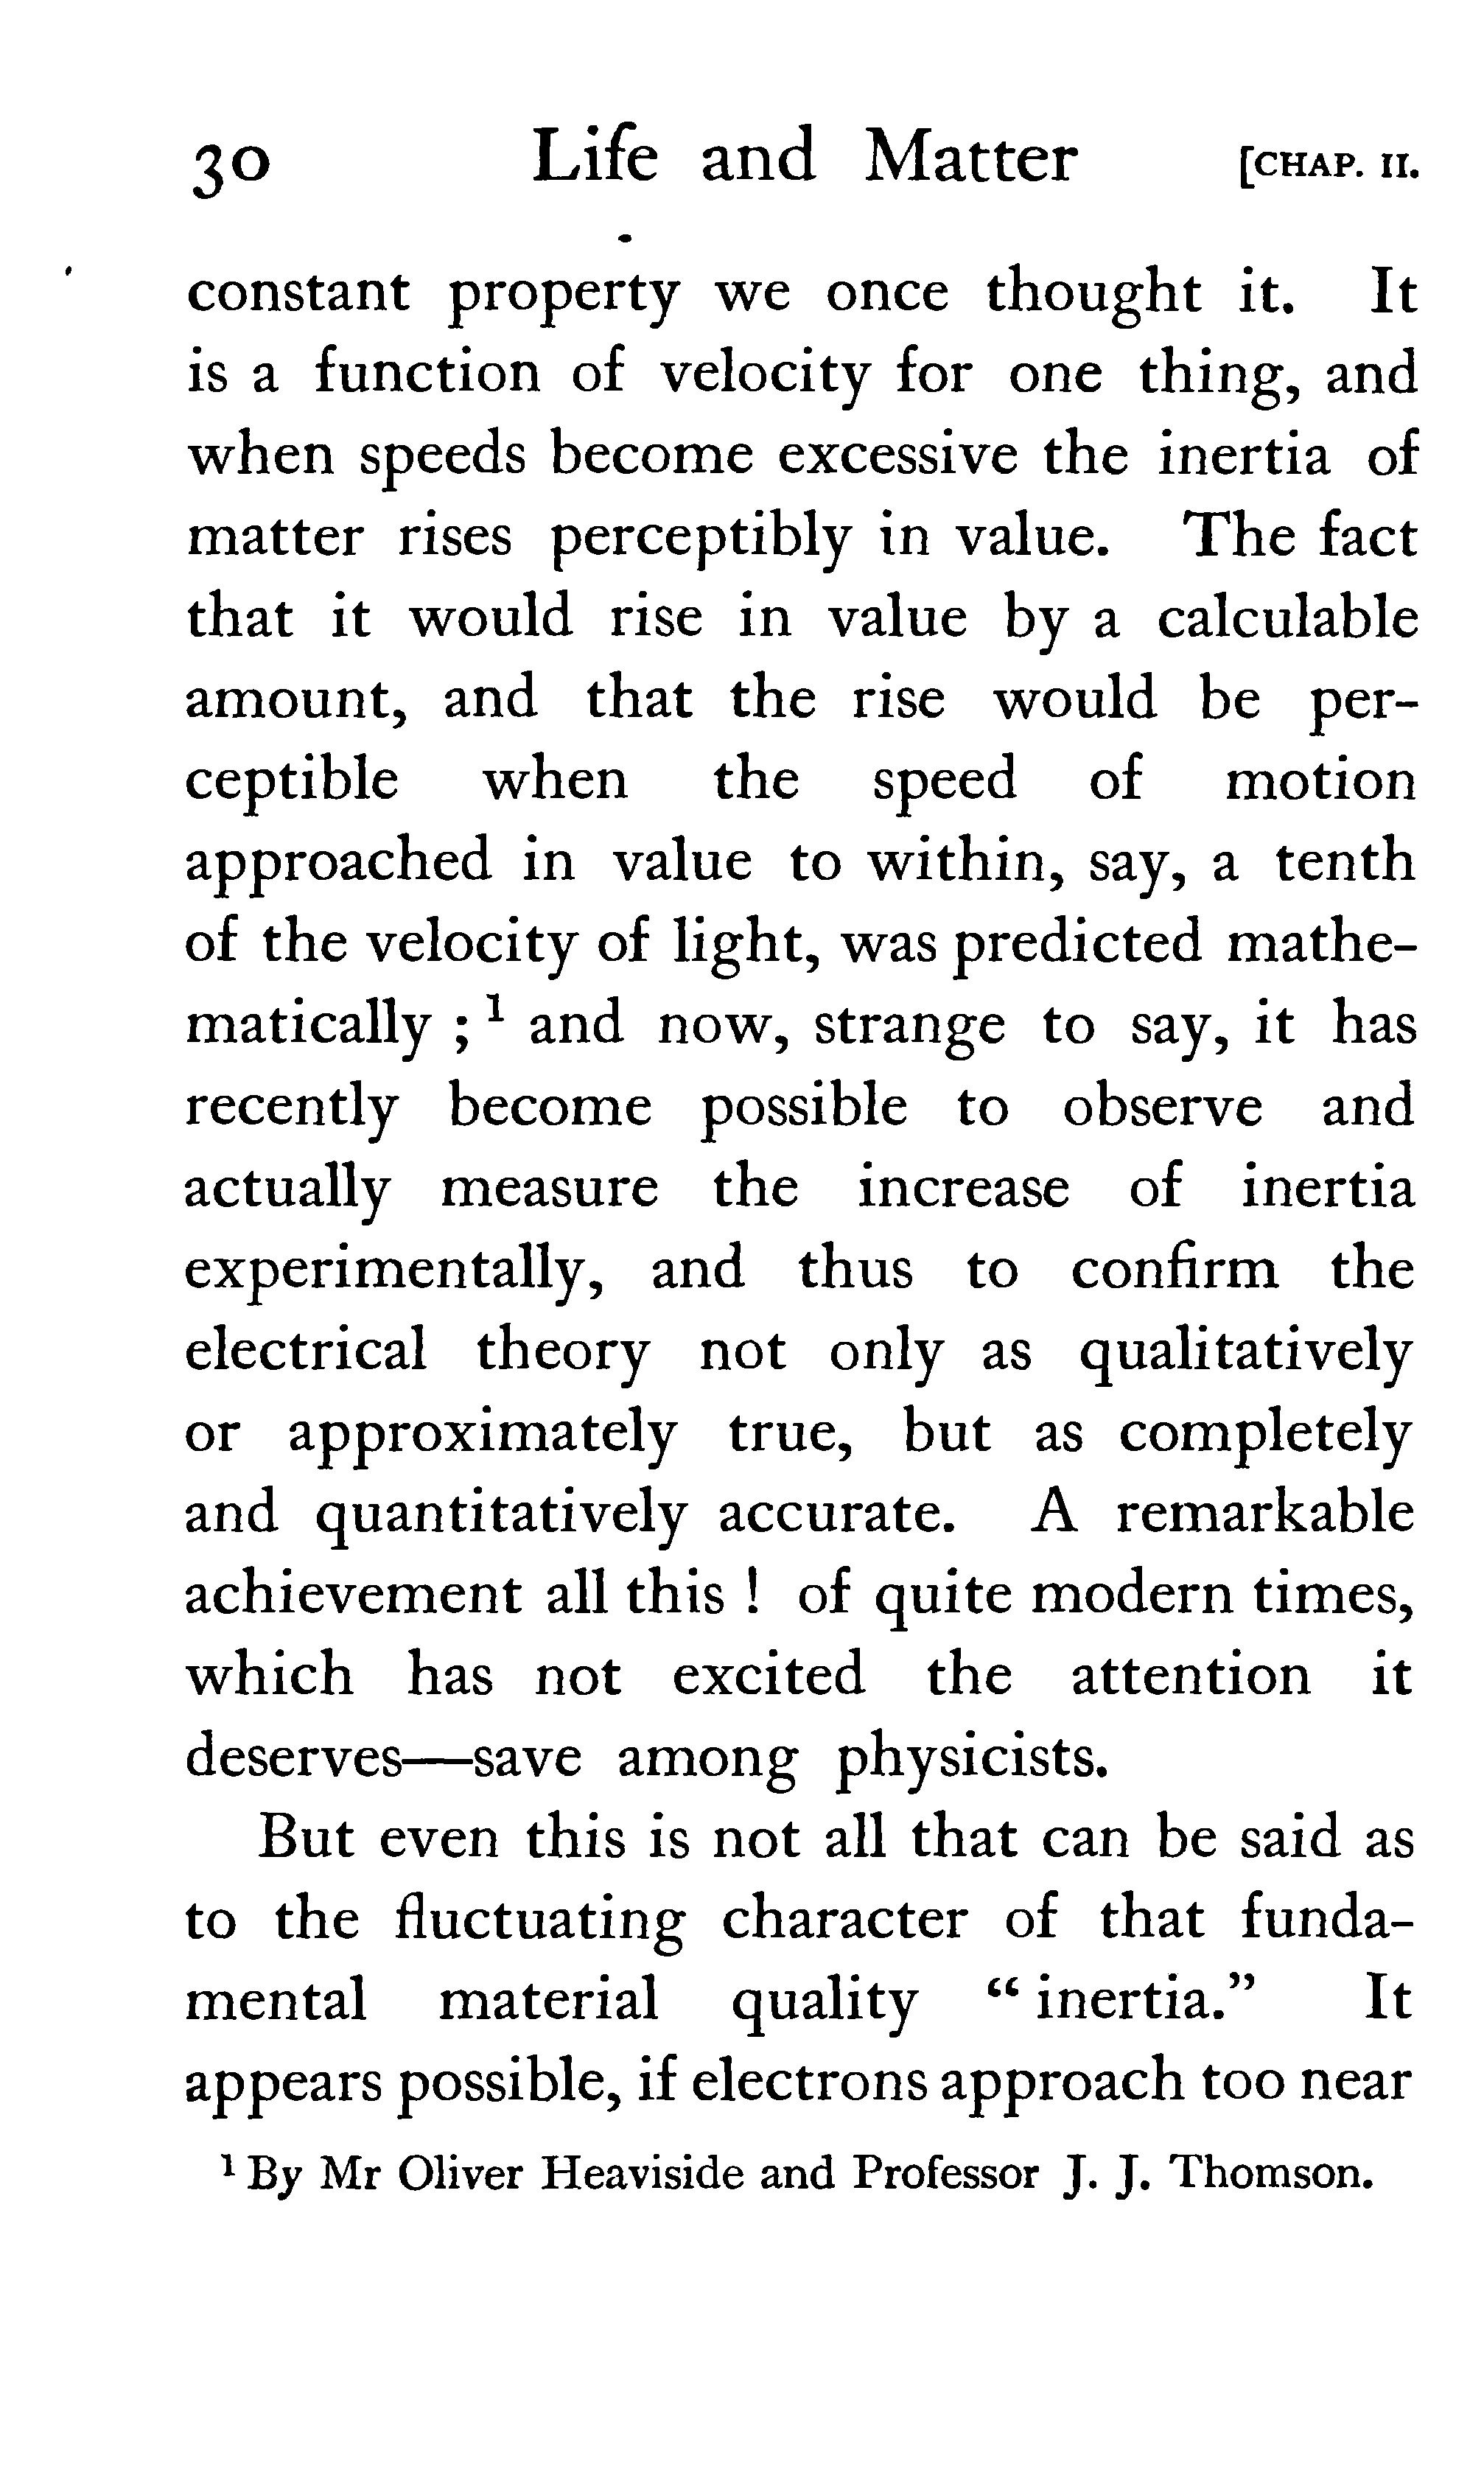 30 Life and Matter [CHAP. II.
constant property we once thought it. It
is a function of velocity for one thing, and
when speeds become excessive the inertia of
matter rises perceptibly in value. The fact
that it would rise in value by a calculable
amount, and that the rise would be per-
ceptible when the speed of motion
approached in value to within, say, a tenth
of the velocity of light, was predicted mathe-
matically ; ¹ and now, strange to say, it has
recently become possible to observe and
actually measure the increase of inertia
experimentally, and thus to confirm the
electrical theory not only as qualitatively
or approximately true, but as completely
and quantitatively accurate. A remarkable
achievement all this ! of quite modern times,
which has not excited the attention it
deserves—save among physicists.
But even this is not all that can be said as
to the fluctuating character of that funda-
mental material quality “ inertia.” It
appears possible, if electrons approach too near
¹ By Mr Oliver Heaviside and Professor J. J. Thomson.